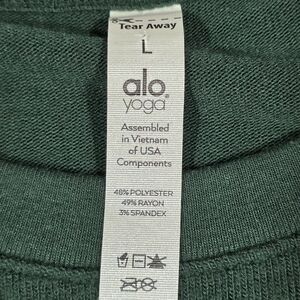 Tear Away
L
alo
yoga®
Assembled
in Vietnam
of USA
Components
48% POLYESTER
49% RAYON
3% SPANDEX